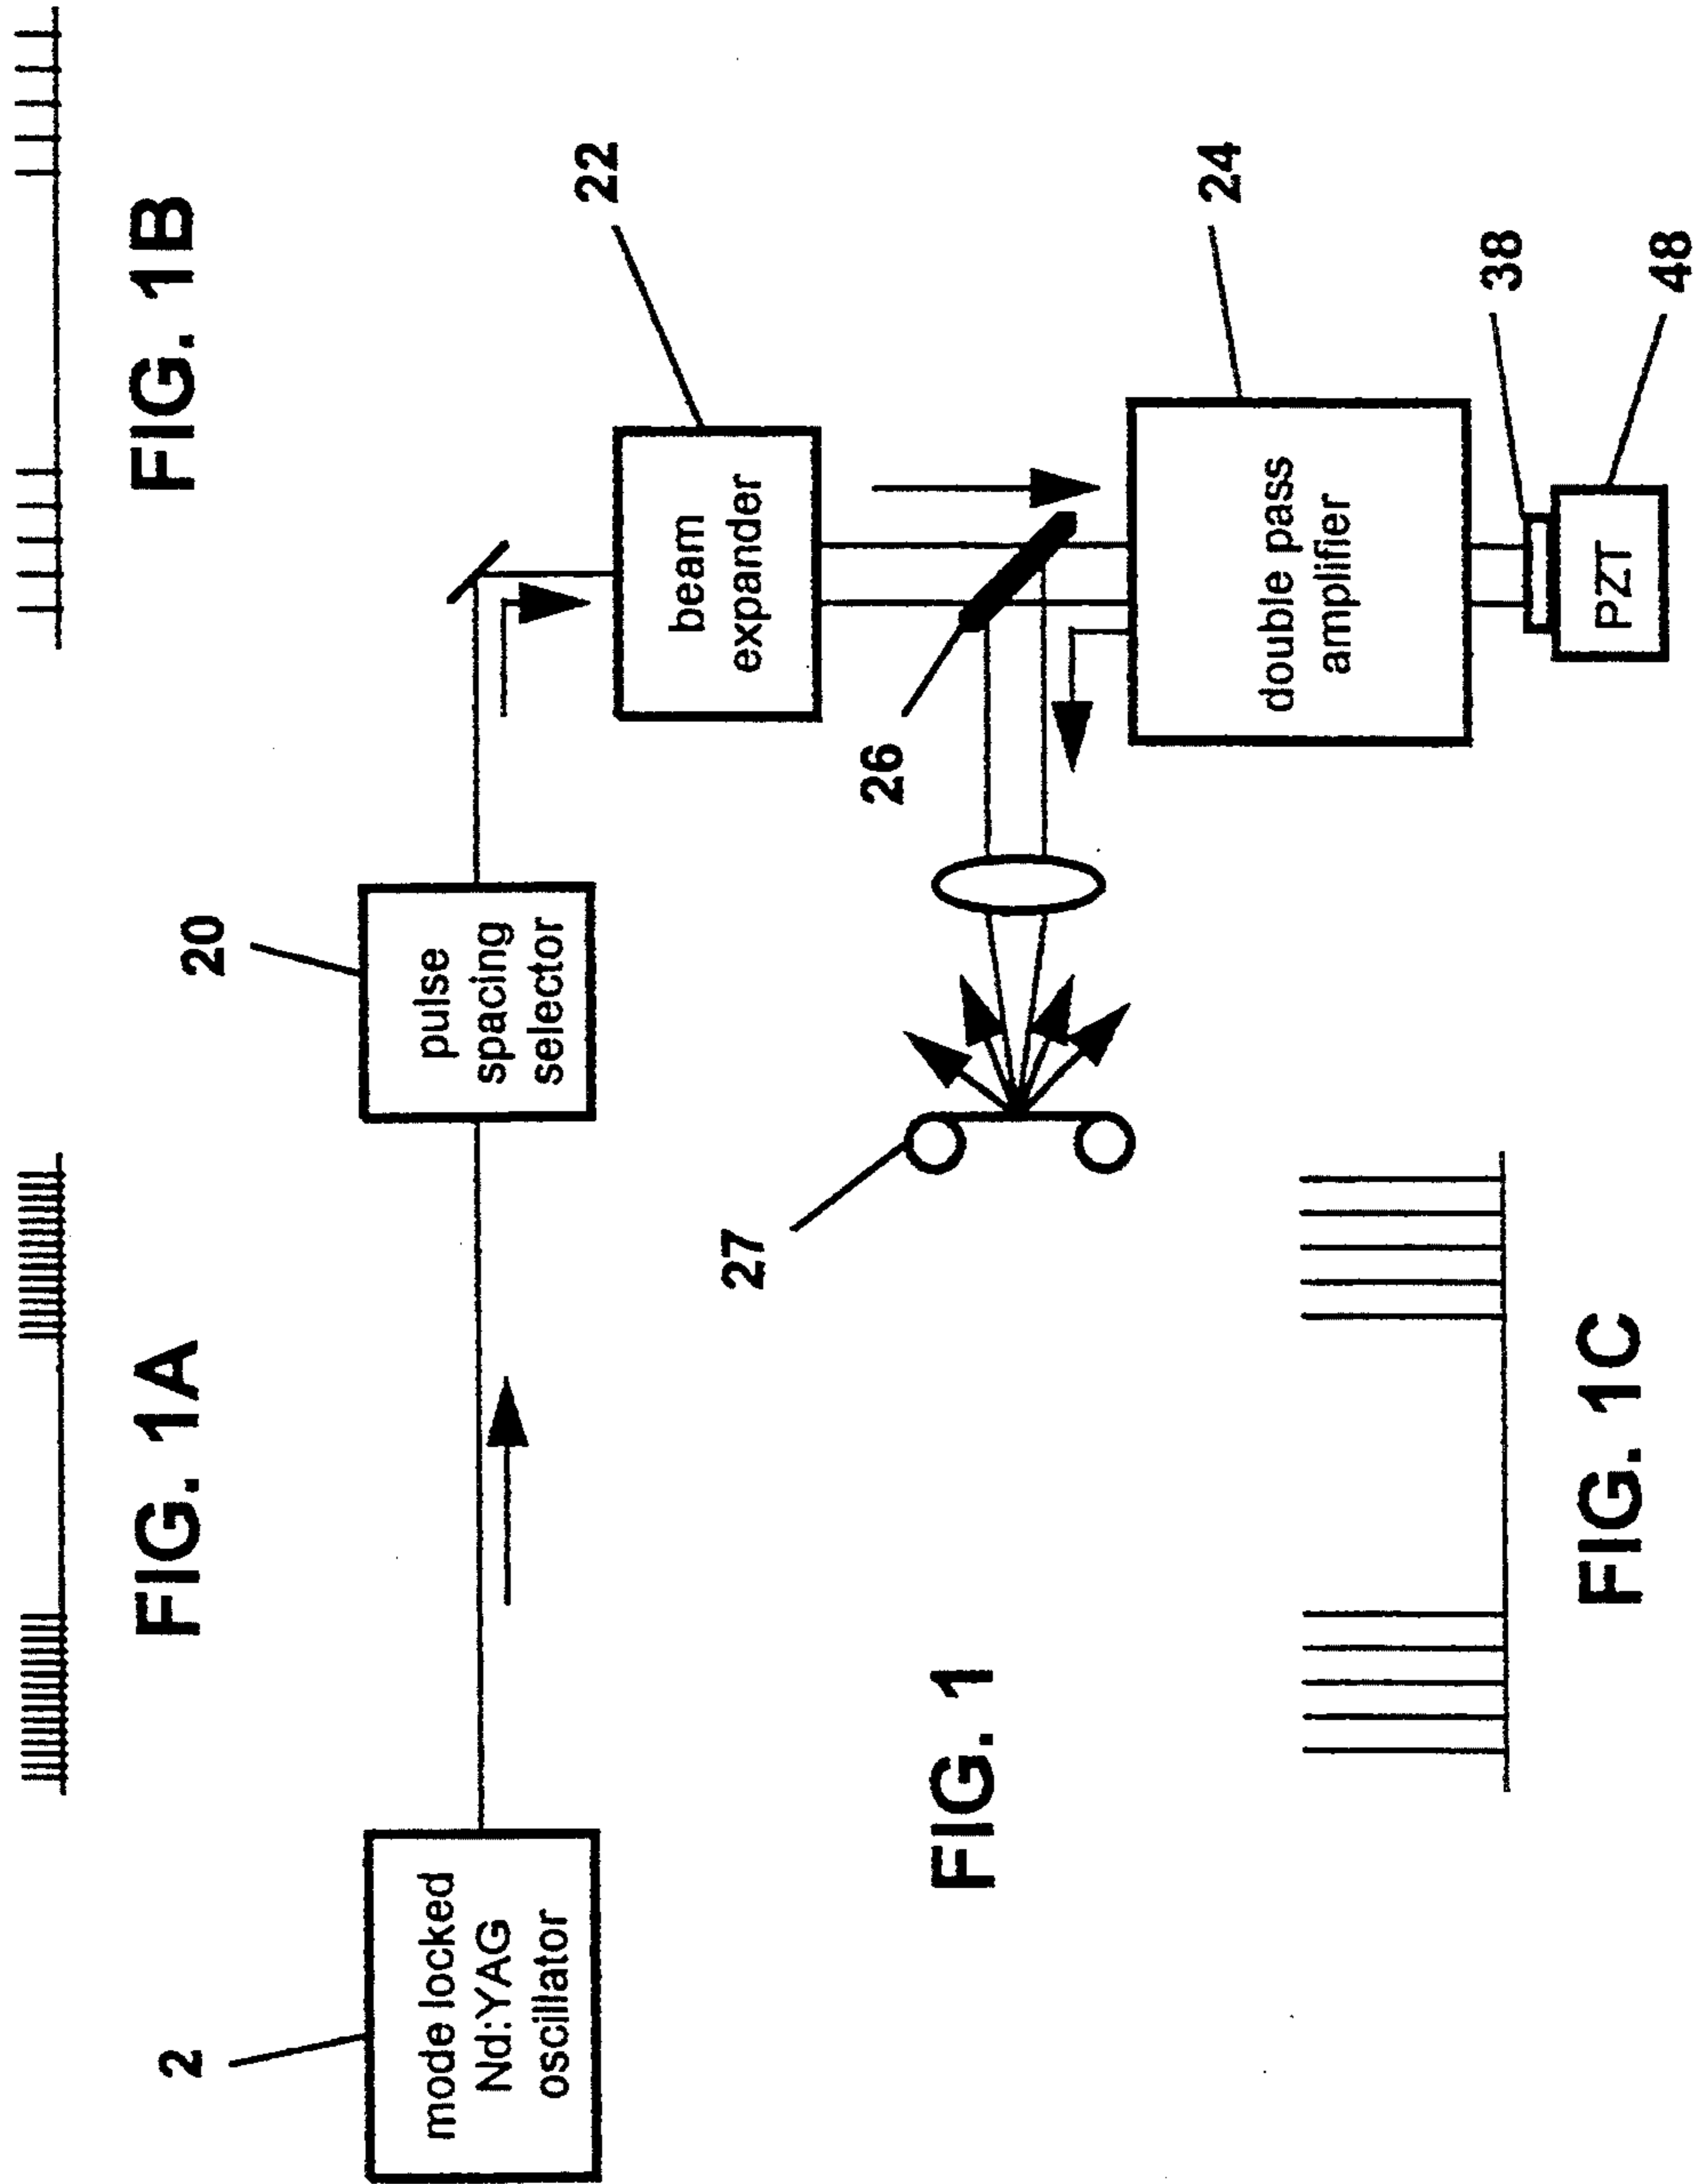 FIG. 1A
FIG. 1B
2
mode locked
Nd:YAG
oscillator
20
pulse
spacing
selector
22
beam
expander
26
27
24
double pass
amplifier
38
48
PZT
FIG. 1
FIG. 1C